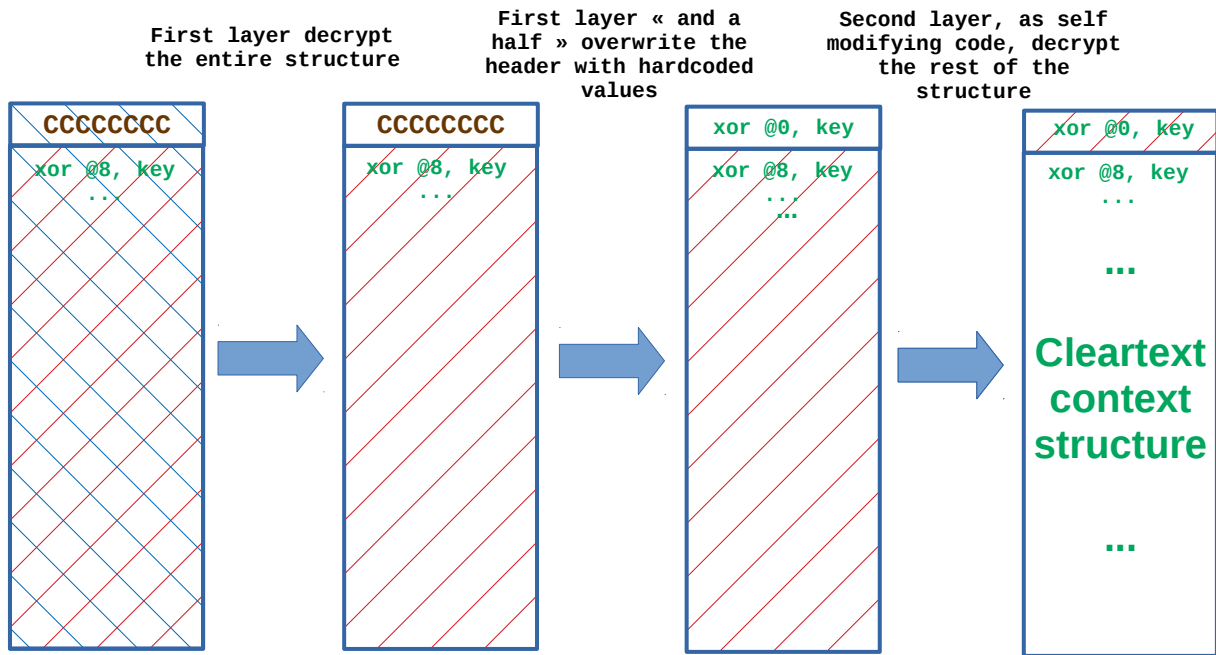 First layer decrypt
the entire structure
First layer « and a
half » overwrite the
header with hardcoded
values
Second layer, as self
modifying code, decrypt
the rest of the
structure
CCCCCCCC
xor @8, key
...
CCCCCCCC
xor @8, key
...
xor @0, key
xor @8, key
...
...
xor @0, key
xor @8, key
...
...
Cleartext
context
structure
...